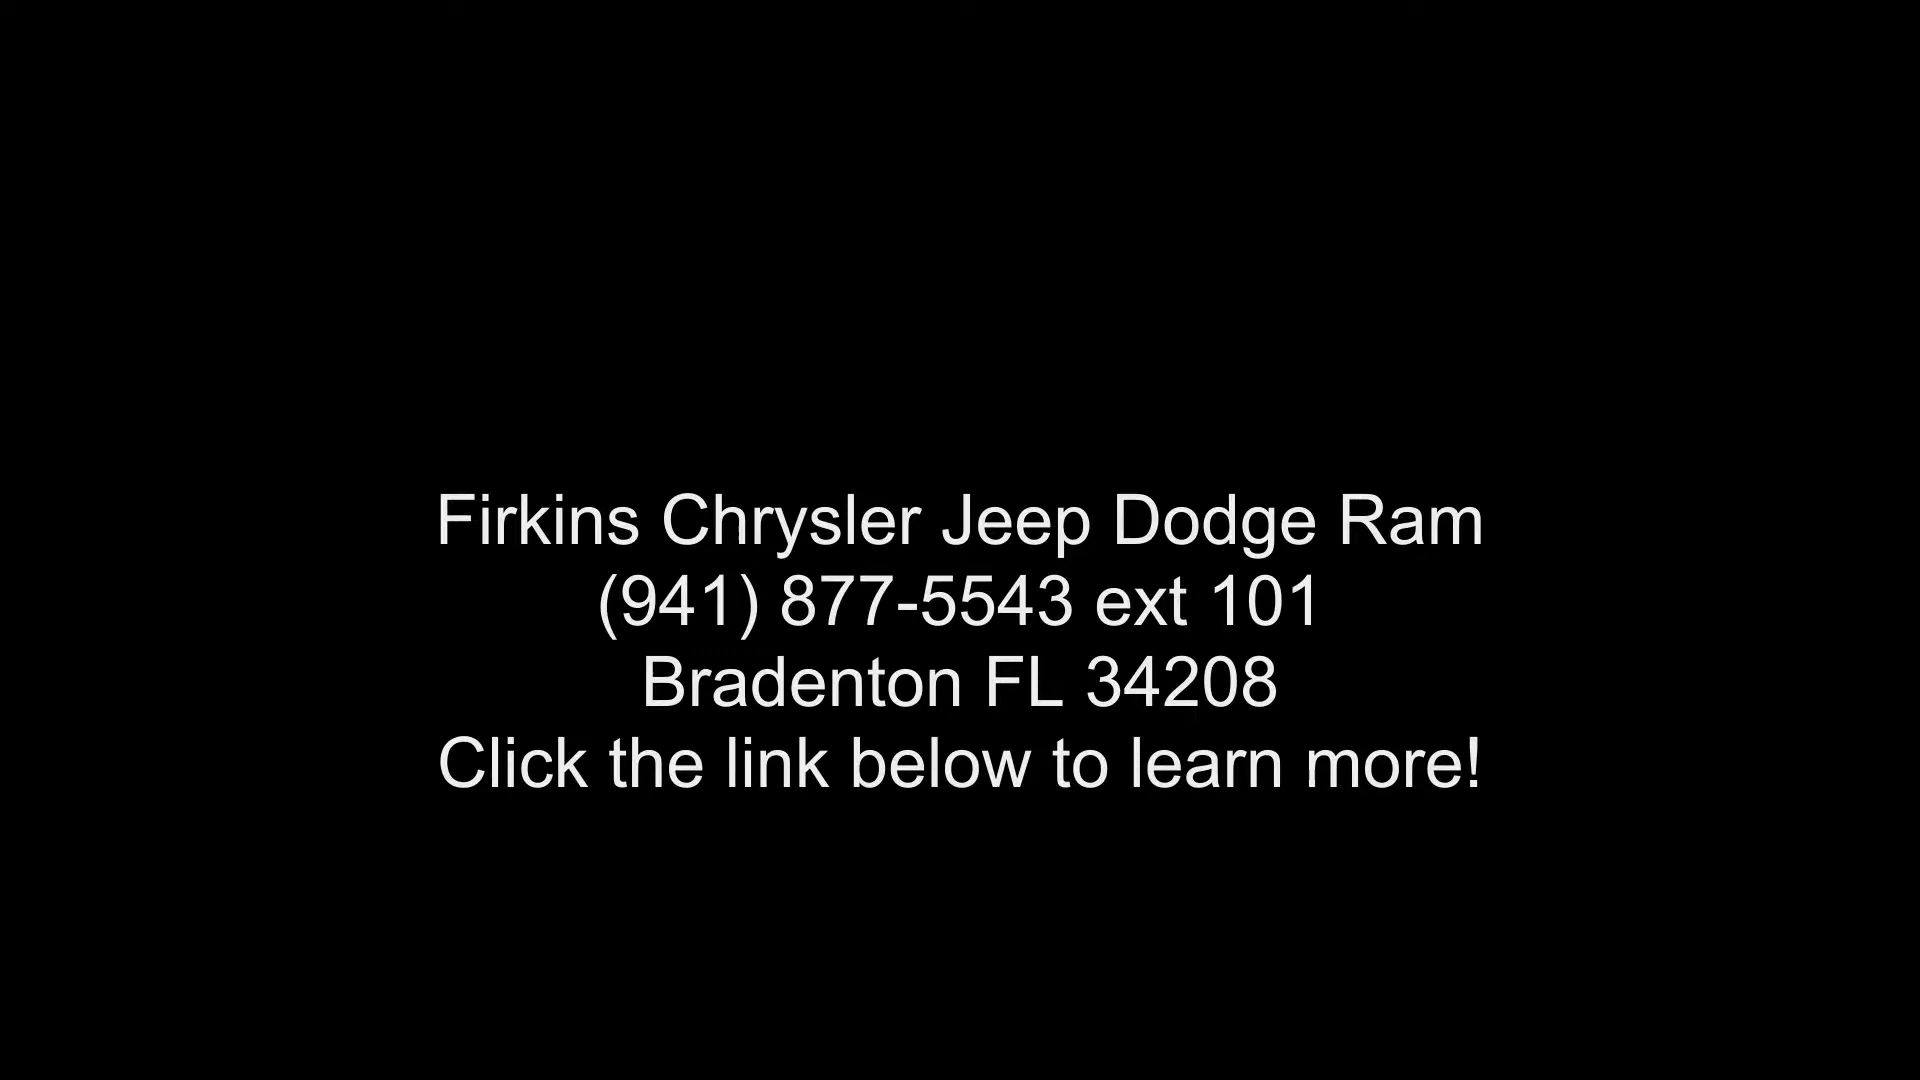 Firkins Chrysler Jeep Dodge Ram
(941) 877-5543 ext 101
Bradenton FL 34208
Click the link below to learn more!